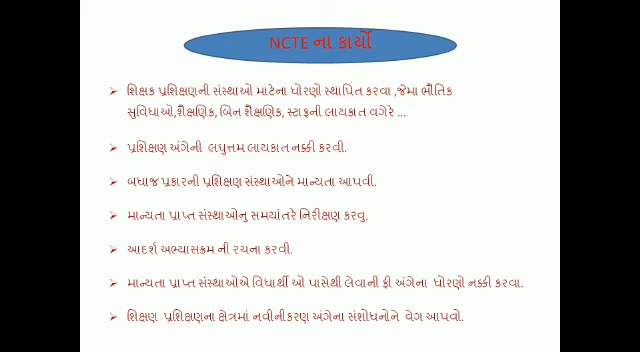 NCTE ના કાર્યો
શિક્ષક પ્રશિક્ષણની સંસ્થાઓ માટેના ધોરણો સ્થાપિત કરવા ,જેમા ભૌતિક
સુવિધાઓ,શૈક્ષણિક, બિન શૈક્ષણિક, સ્ટાફની લાયકાત વગેરે ...
પ્રશિક્ષણ અંગેની લઘુત્તમ લાયકાત નક્કી કરવી.
બધાજ પ્રકારની પ્રશિક્ષણ સંસ્થાઓને માન્યતા આપવી.
માન્યતા પ્રાપ્ત સંસ્થાઓનુ સમયાંતરે નિરીક્ષણ કરવુ.
આદર્શ અભ્યાસક્રમ ની રચના કરવી.
માન્યતા પ્રાપ્ત સંસ્થાઓએ વિધાર્થી ઓ પાસેથી લેવાની ફી અંગેના ધોરણો નક્કી કરવા.
શિક્ષણ પ્રશિક્ષણના ક્ષેત્રમાં નવીનીકરણ અંગેના સંશોધનોને વેગ આપવો.